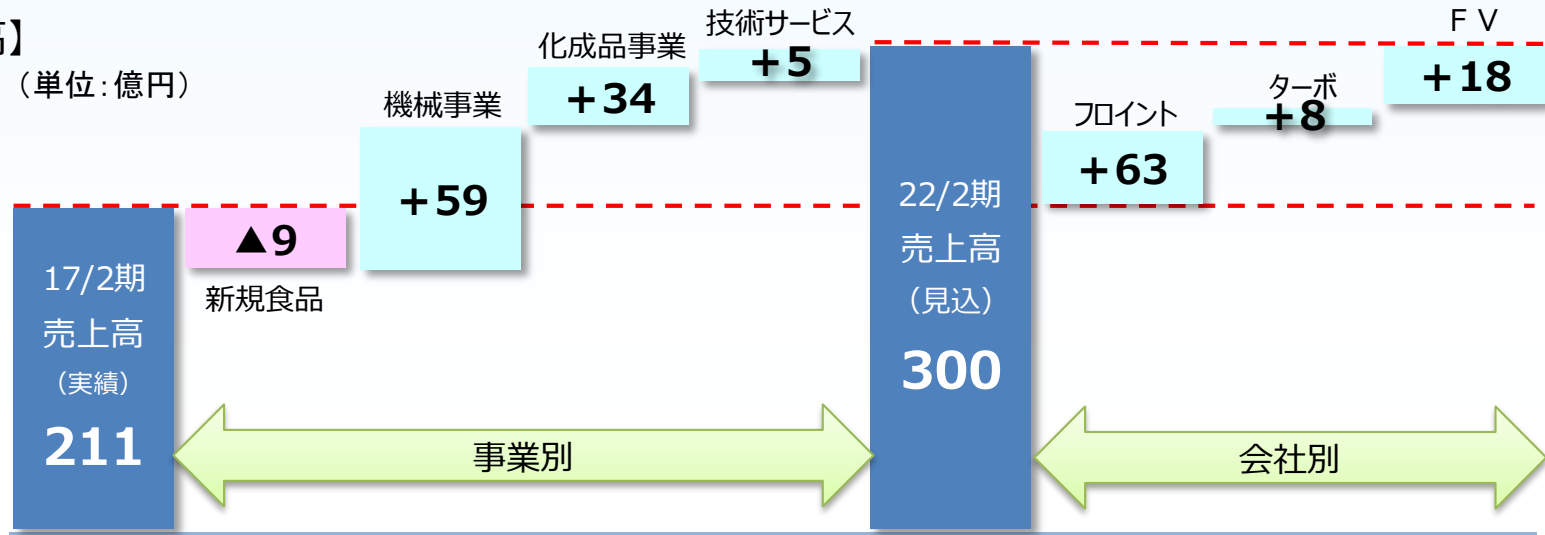 高】
（単位：億円）
17/2期
売上高
（実績）
211
▲9
新規食品
機械事業
+59
化成品事業
+34
技術サービス
+5
事業別
22/2期
売上高
（見込）
300
フロイント
+63
ターボ
+8
ＦＶ
+18
会社別